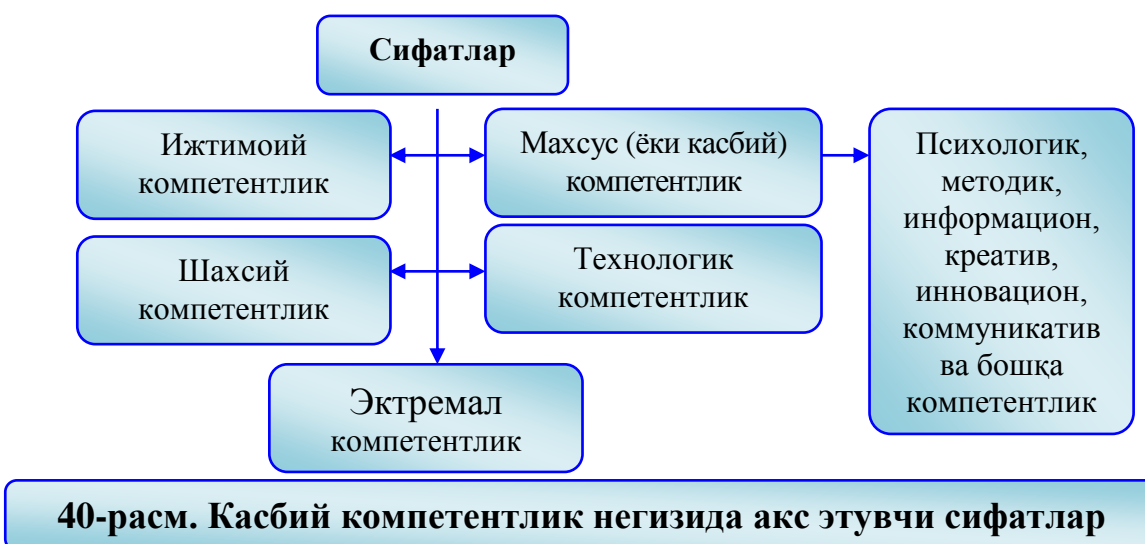 Сифатлар
Ижтимоий
компетентлик
Махсус (ёки касбий)
компетентлик
Психологик,
методик,
информацион,
креатив,
инновацион,
коммуникатив
ва бошқа
компетентлик
Шахсий
компетентлик
Технологик
компетентлик
Эктремал
компетентлик
40-расм. Касбий компетентлик негизида акс этувчи сифатлар